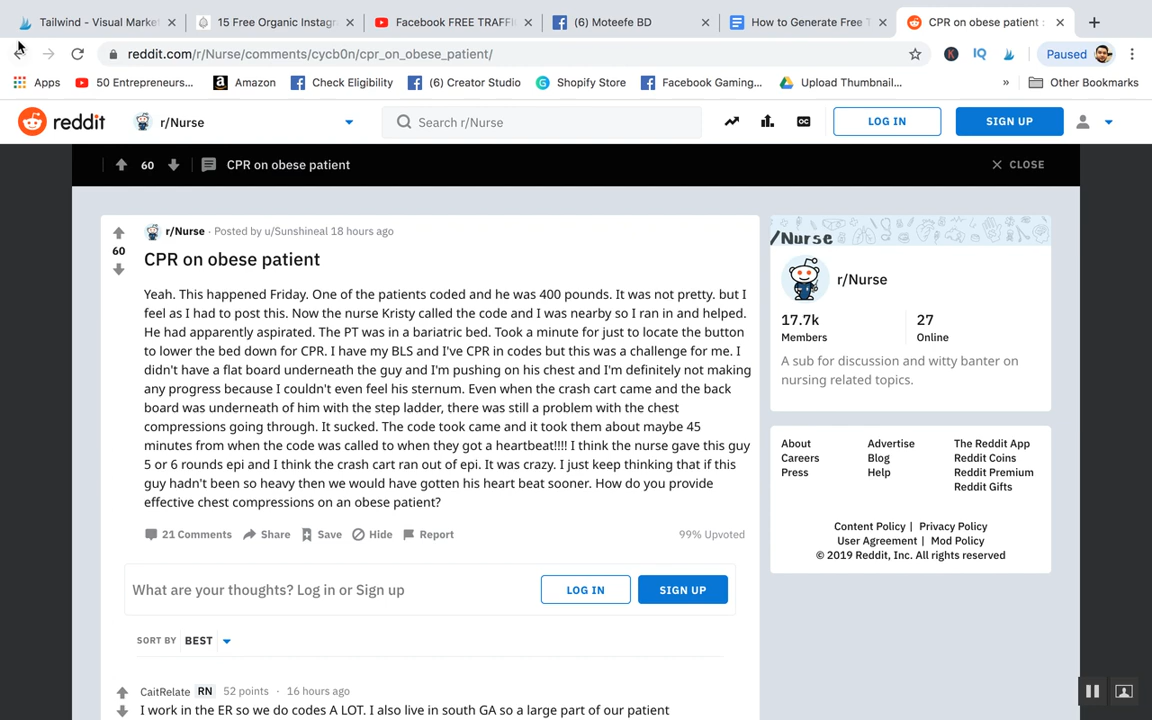 Tailwind - Visual Market
15 Free Organic Instag
Facebook FREE TRAFFI
(6) Moteefe BD
How to Generate Free T
CPR on obese patient :
reddit.com/r/Nurse/comments/cycb0n/cpr_on_obese_patient/
K
IQ
Paused
Apps
50 Entrepreneurs...
Amazon
Check Eligibility
(6) Creator Studio
Shopify Store
Facebook Gaming...
Upload Thumbnail...
»
Other Bookmarks
reddit
r/Nurse
Search r/Nurse
LOG IN
SIGN UP
60
CPR on obese patient
CLOSE
r/Nurse · Posted by u/Sunshineal 18 hours ago
60
CPR on obese patient
Yeah. This happened Friday. One of the patients coded and he was 400 pounds. It was not pretty. but I
feel as I had to post this. Now the nurse Kristy called the code and I was nearby so I ran in and helped.
He had apparently aspirated. The PT was in a bariatric bed. Took a minute for just to locate the button
to lower the bed down for CPR. I have my BLS and I've CPR in codes but this was a challenge for me. I
didn't have a flat board underneath the guy and I'm pushing on his chest and I'm definitely not making
any progress because I couldn't even feel his sternum. Even when the crash cart came and the back
board was underneath of him with the step ladder, there was still a problem with the chest
compressions going through. It sucked. The code took came and it took them about maybe 45
minutes from when the code was called to when they got a heartbeat!!!! I think the nurse gave this guy
5 or 6 rounds epi and I think the crash cart ran out of epi. It was crazy. I just keep thinking that if this
guy hadn't been so heavy then we would have gotten his heart beat sooner. How do you provide
effective chest compressions on an obese patient?
21 Comments
Share
Save
Hide
Report
99% Upvoted
What are your thoughts? Log in or Sign up
LOG IN
SIGN UP
SORT BY BEST
CaitRelate RN 52 points · 16 hours ago
I work in the ER so we do codes A LOT. I also live in south GA so a large part of our patient
/Nurse
r/Nurse
17.7k
Members
27
Online
A sub for discussion and witty banter on
nursing related topics.
About
Careers
Press
Advertise
Blog
Help
The Reddit App
Reddit Coins
Reddit Premium
Reddit Gifts
Content Policy | Privacy Policy
User Agreement | Mod Policy
© 2019 Reddit, Inc. All rights reserved